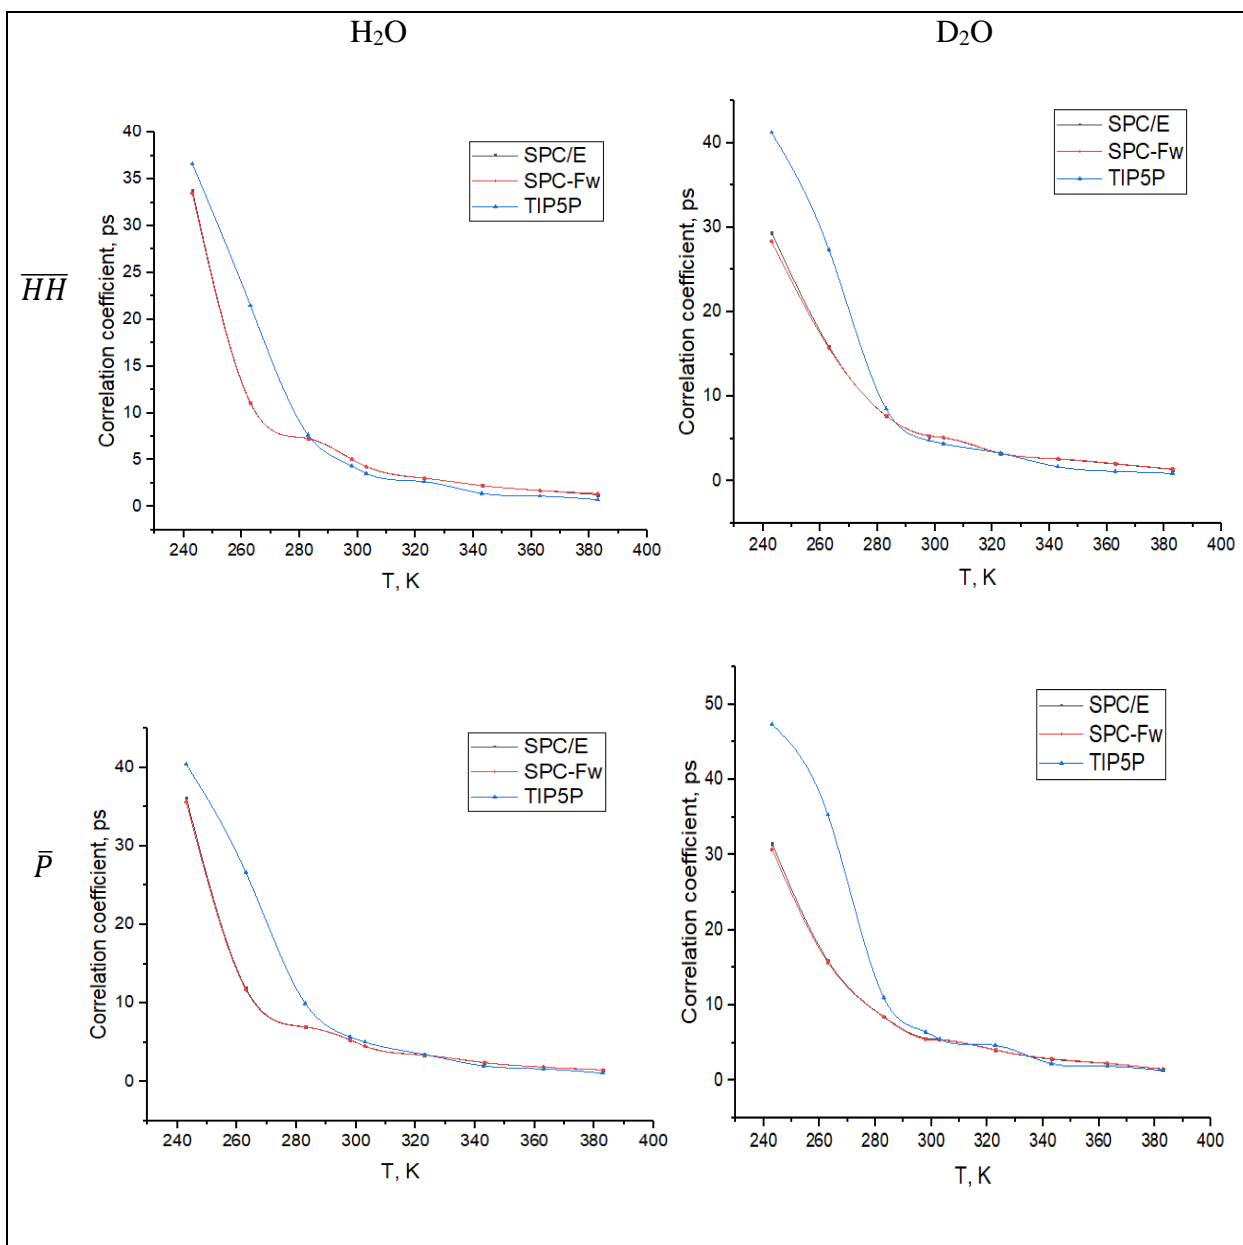 H₂O
D₂O
40
35
30
25
20
15
10
5
0
Correlation coefficient, ps
SPC/E
SPC-Fw
TIP5P
240 260 280 300 320 340 360 380 400
T, K
40
30
20
10
0
Correlation coefficient, ps
SPC/E
SPC-Fw
TIP5P
240 260 280 300 320 340 360 380 400
T, K
H̅H̅
40
30
20
10
0
Correlation coefficient, ps
SPC/E
SPC-Fw
TIP5P
240 260 280 300 320 340 360 380 400
T, K
50
40
30
20
10
0
Correlation coefficient, ps
SPC/E
SPC-Fw
TIP5P
240 260 280 300 320 340 360 380 400
T, K
P̅